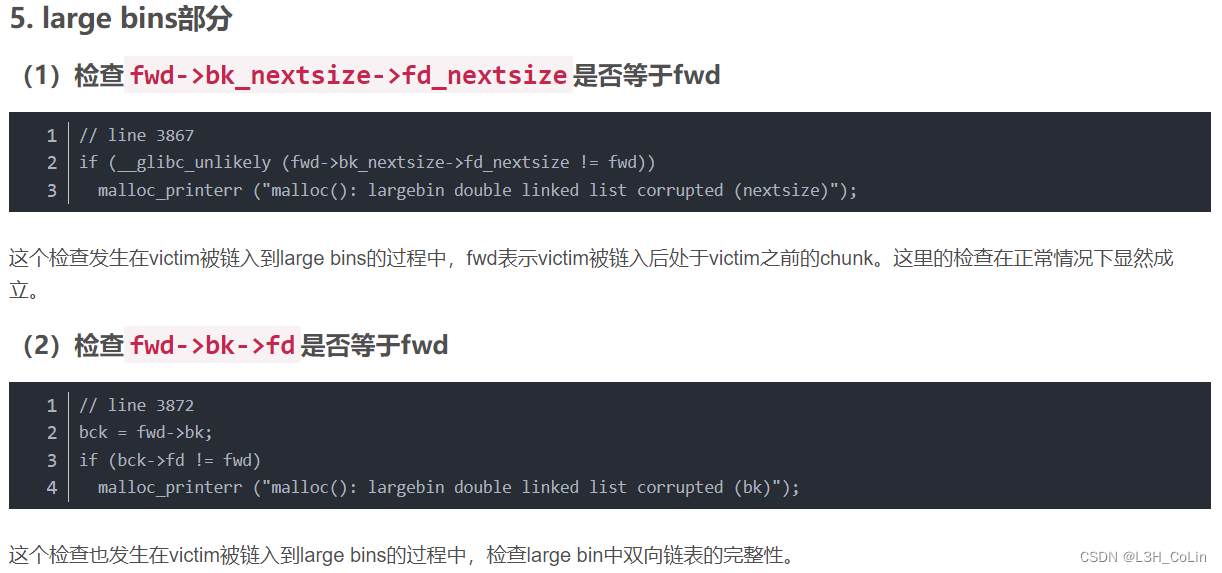 5. large bins部分
（1）检查fwd->bk_nextsize->fd_nextsize是否等于fwd
1 // line 3867
2 if (__glibc_unlikely (fwd->bk_nextsize->fd_nextsize != fwd))
3   malloc_printerr ("malloc(): largebin double linked list corrupted (nextsize)");
这个检查发生在victim被链入到large bins的过程中，fwd表示victim被链入后处于victim之前的chunk。这里的检查在正常情况下显然成
立。
（2）检查fwd->bk->fd是否等于fwd
1 // line 3872
2 bck = fwd->bk;
3 if (bck->fd != fwd)
4   malloc_printerr ("malloc(): largebin double linked list corrupted (bk)");
这个检查也发生在victim被链入到large bins的过程中，检查large bin中双向链表的完整性。
CSDN @L3H_CoLin